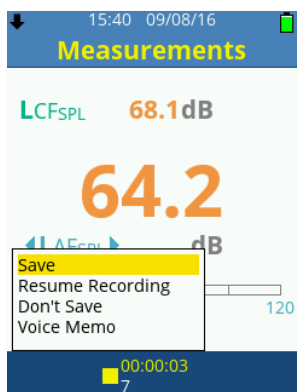 15:40 09/08/16
Measurements
LCFSPL 68.1dB
64.2
LAFSPL dB
Save
Resume Recording
Don't Save
Voice Memo
120
00:00:03
7